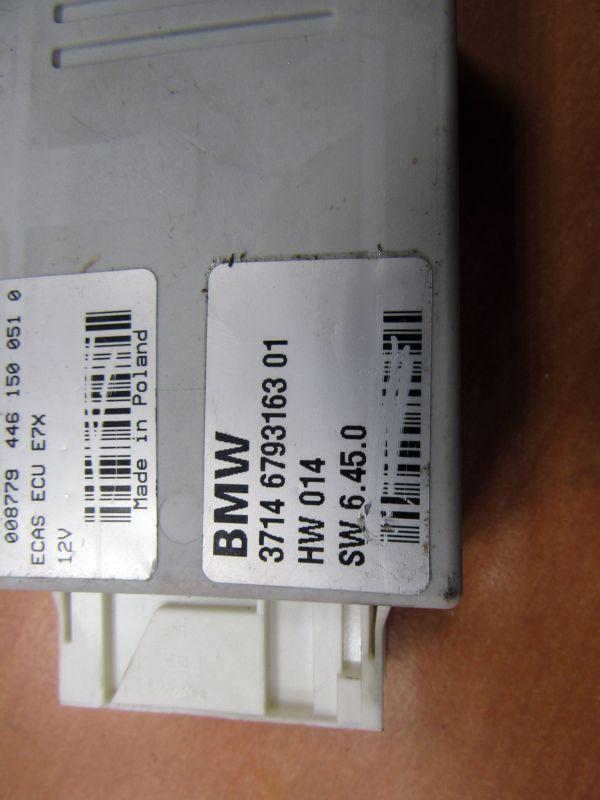 008779 446 150 051 0
ECAS ECU E7X
12V
Made in Poland
BMW
3714 6793163 01
HW 014
SW 6.45.0